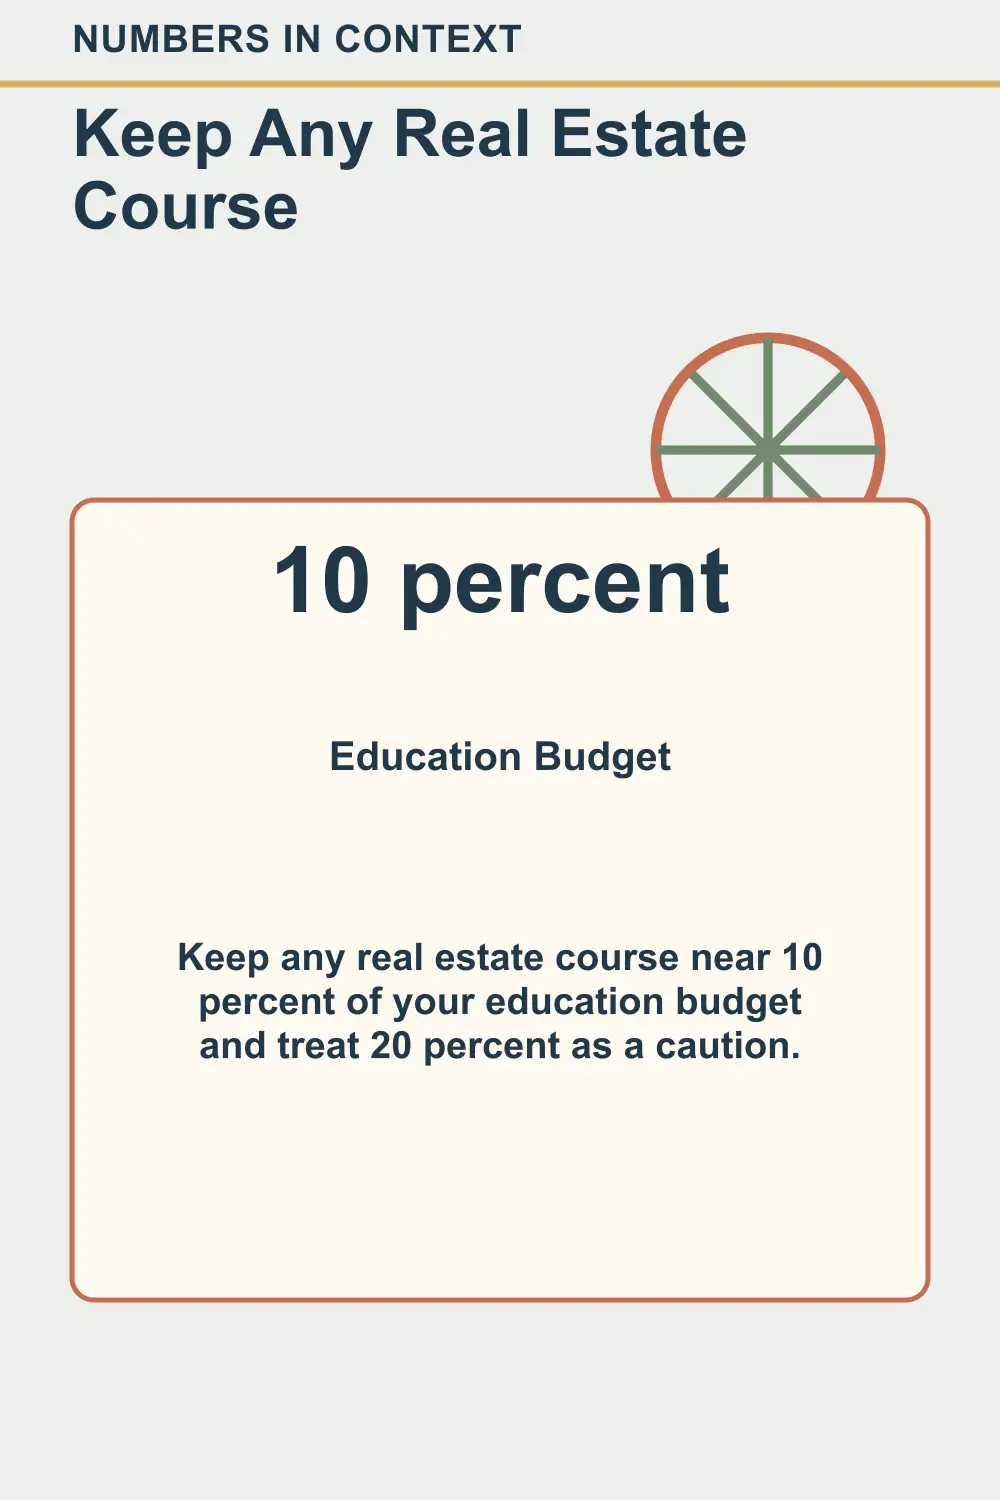 NUMBERS IN CONTEXT
Keep Any Real Estate
Course
10 percent
Education Budget
Keep any real estate course near 10
percent of your education budget
and treat 20 percent as a caution.